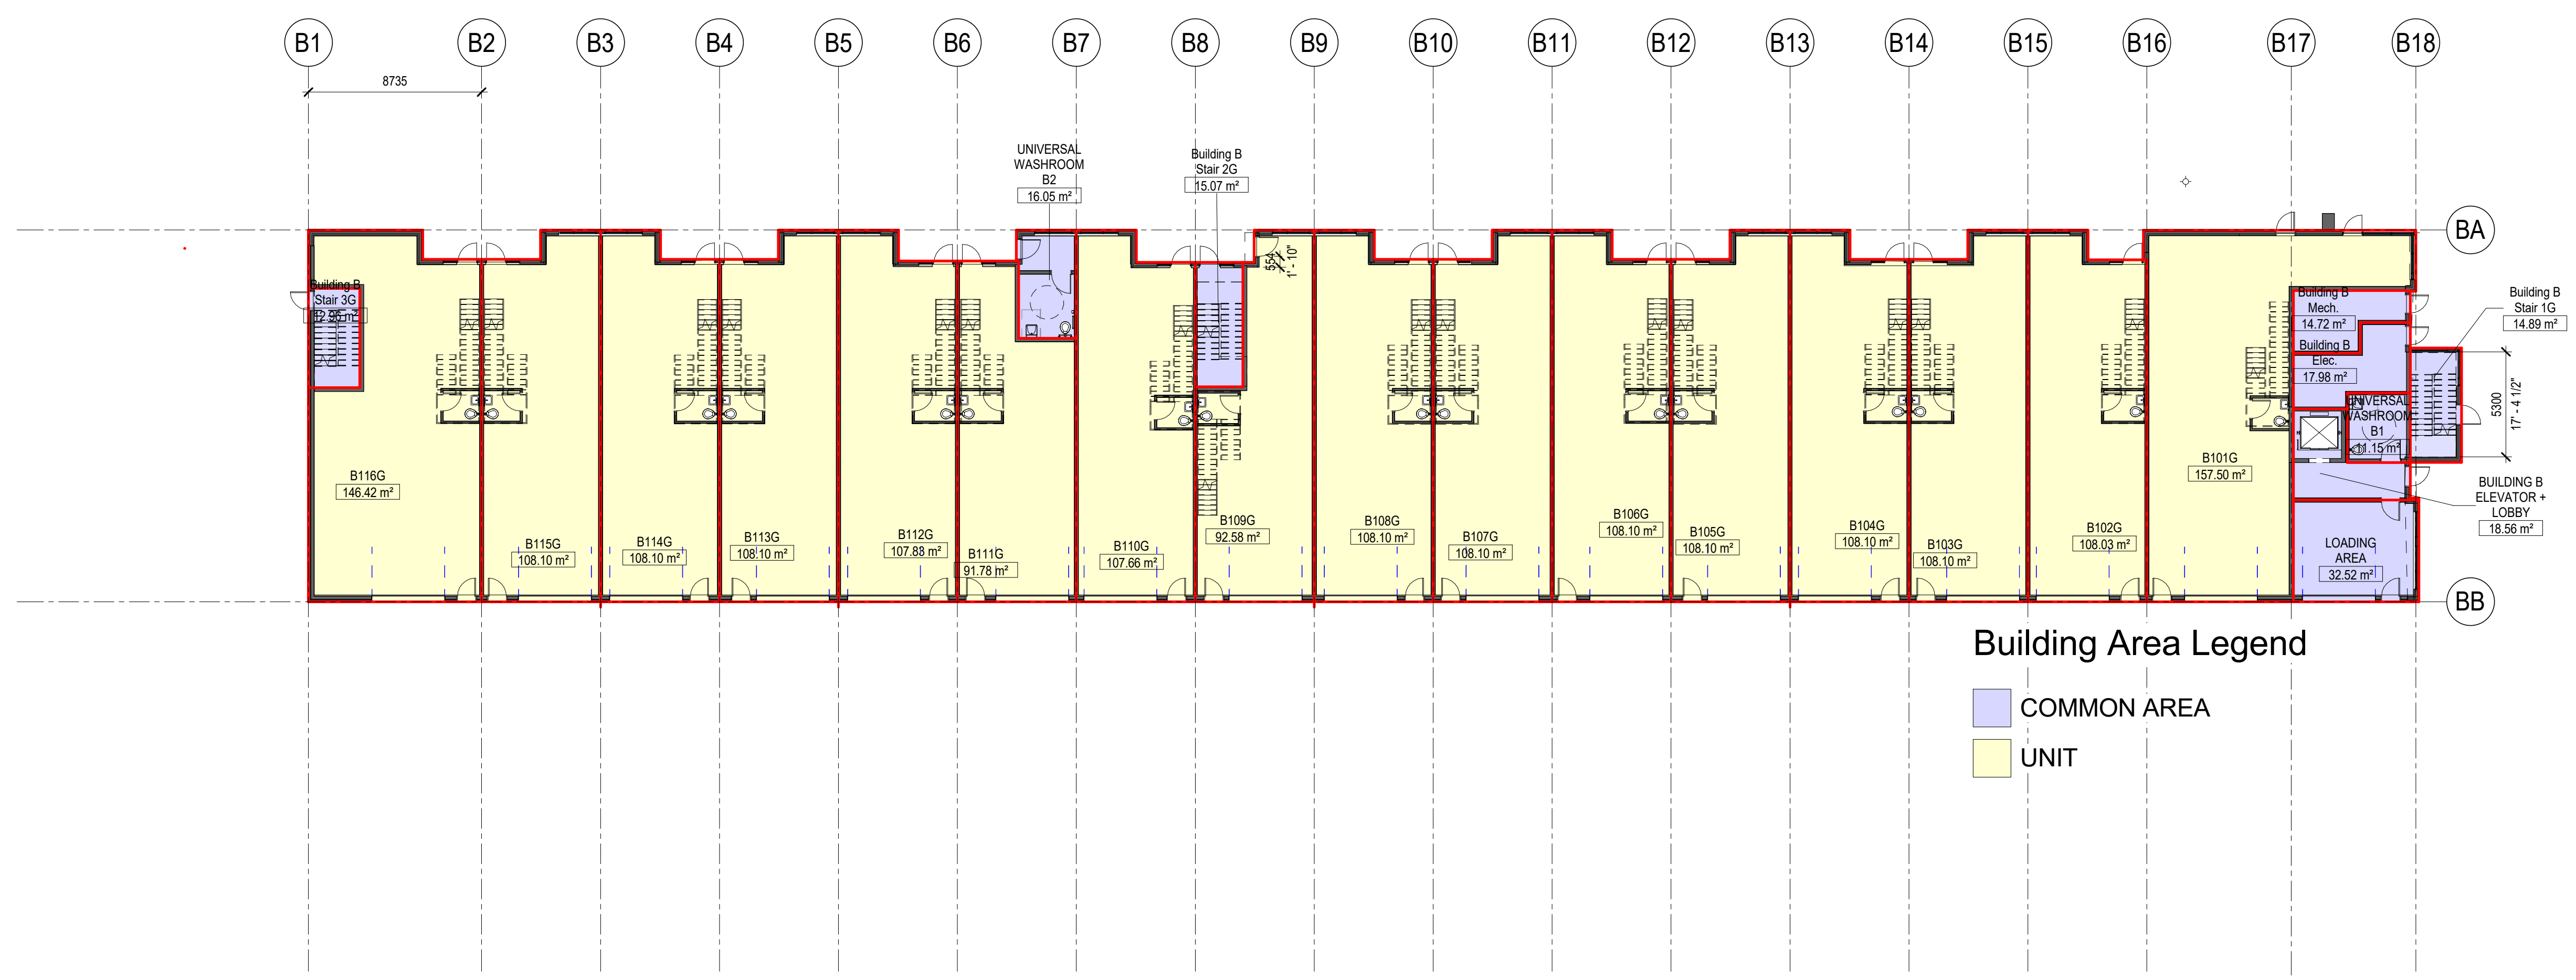 B1 B2 B3 B4 B5 B6 B7 B8 B9 B10 B11 B12 B13 B14 B15 B16 B17 B18
8735
UNIVERSAL
WASHROOM
B2
16.05 m²
Building B
Stair 2G
15.07 m²
BA
554
1' - 10"
Building B
Stair 3G
12.96 m²
Building B
Mech.
14.72 m²
Building B
Stair 1G
14.89 m²
Building B
Elec.
17.98 m²
5300
17' - 4 1/2"
UNIVERSAL
WASHROOM
B1
11.15 m²
B116G
146.42 m²
B115G
108.10 m²
B114G
108.10 m²
B113G
108.10 m²
B112G
107.83 m²
B111G
91.78 m²
B110G
107.66 m²
B109G
92.58 m²
B108G
108.10 m²
B107G
108.10 m²
B106G
108.10 m²
B105G
108.10 m²
B104G
108.10 m²
B103G
108.10 m²
B102G
108.03 m²
B101G
157.50 m²
BUILDING B
ELEVATOR +
LOBBY
18.56 m²
LOADING
AREA
32.52 m²
BB
Building Area Legend
COMMON AREA
UNIT